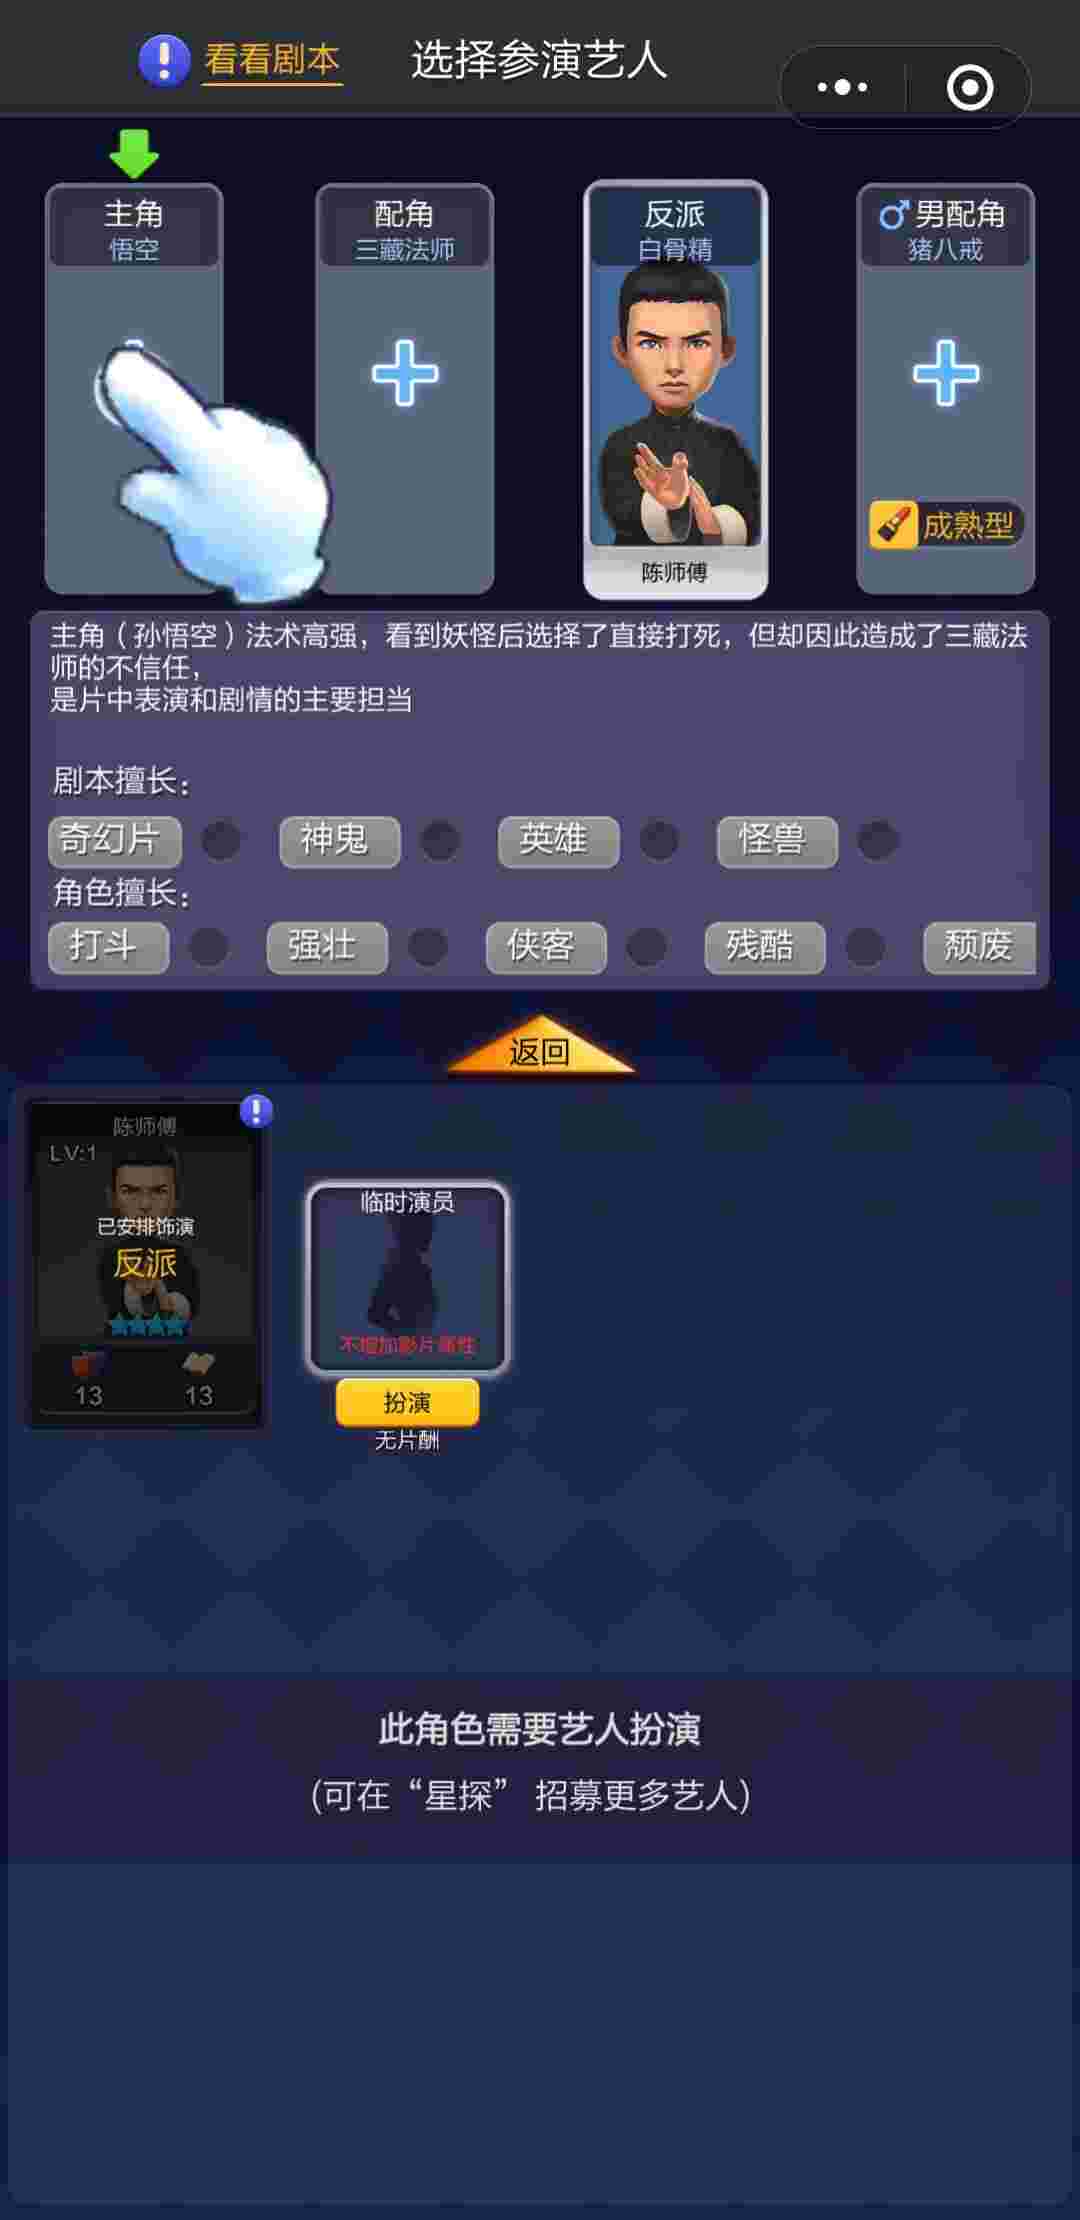 看看剧本
选择参演艺人
主角
悟空
配角
三藏法师
反派
白骨精
男配角
猪八戒
成熟型
陈师傅
主角（孙悟空）法术高强，看到妖怪后选择了直接打死，但却因此造成了三藏法
师的不信任，
是片中表演和剧情的主要担当
剧本擅长：
奇幻片 神鬼 英雄 怪兽
角色擅长：
打斗 强壮 侠客 残酷 颓废
返回
陈师傅
LV:1
已安排饰演
反派
13 13
临时演员
不增加影片属性
扮演
无片酬
此角色需要艺人扮演
(可在“星探” 招募更多艺人)